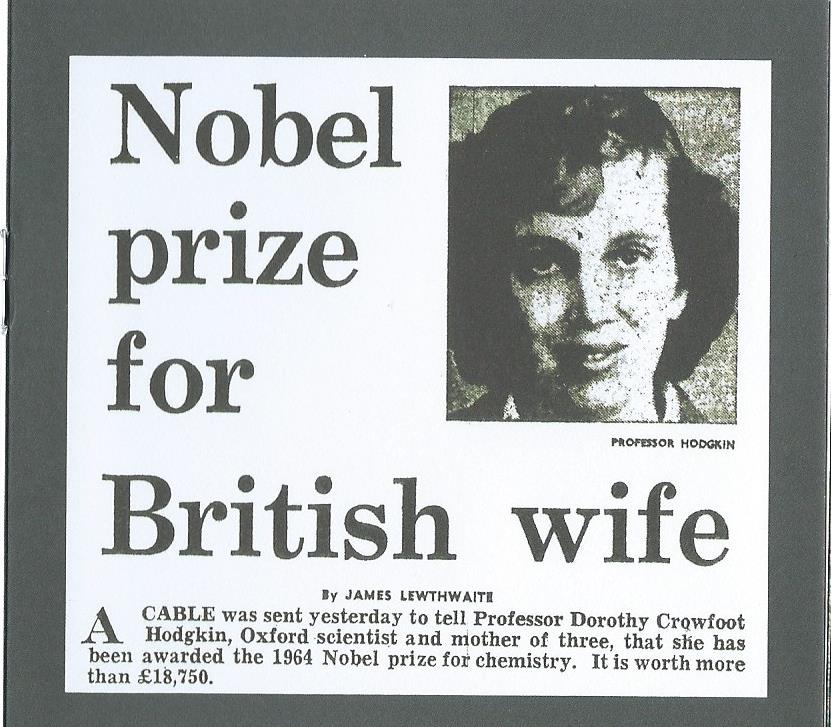 Nobel
prize
for
British wife
PROFESSOR HODGKIN
By JAMES LEWTHWAITE
A CABLE was sent yesterday to tell Professor Dorothy Crowfoot
Hodgkin, Oxford scientist and mother of three, that she has
been awarded the 1964 Nobel prize for chemistry. It is worth more
than £18,750.